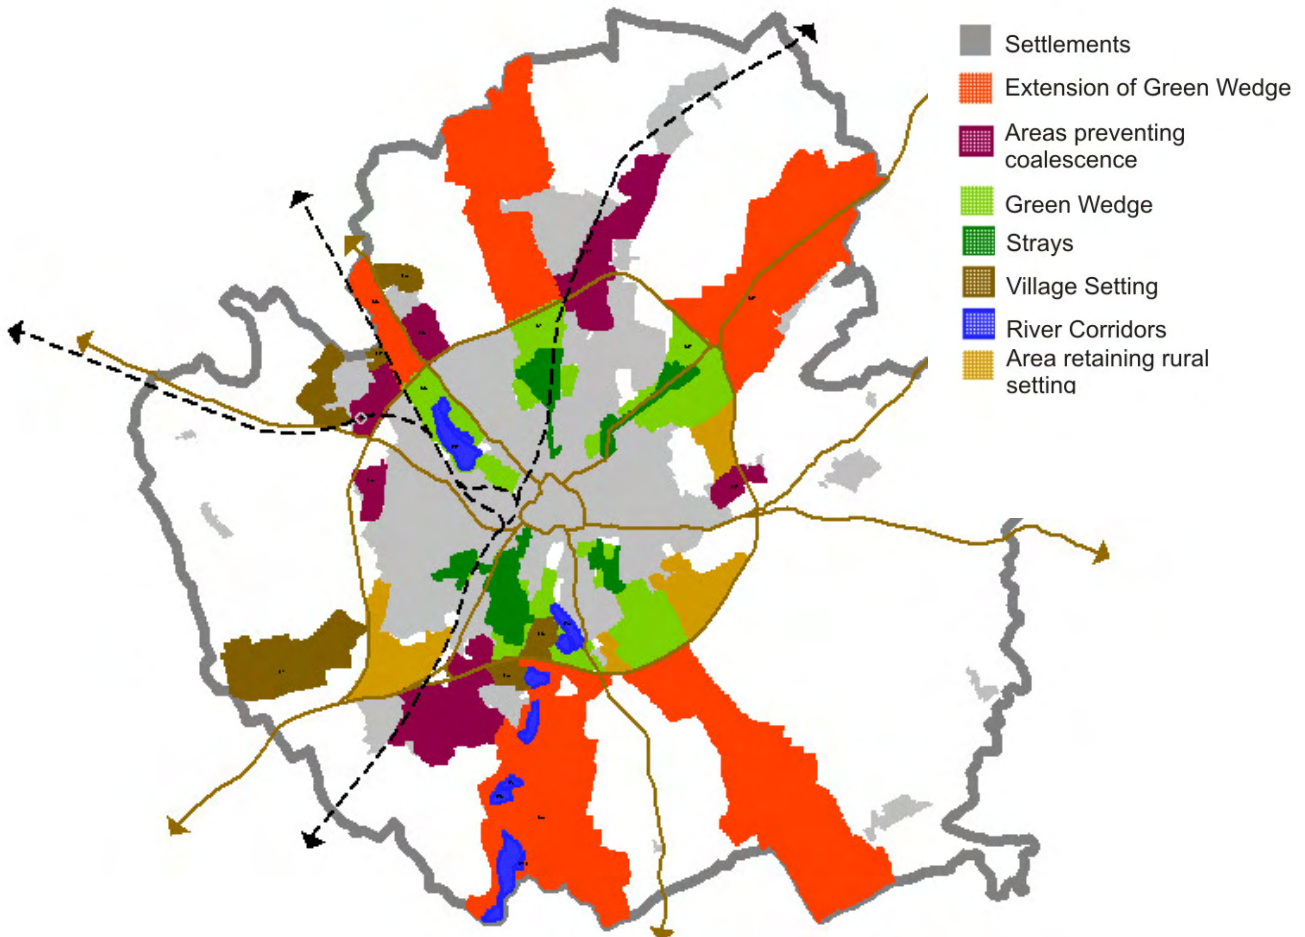 Settlements
Extension of Green Wedge
Areas preventing
coalescence
Green Wedge
Strays
Village Setting
River Corridors
Area retaining rural
setting